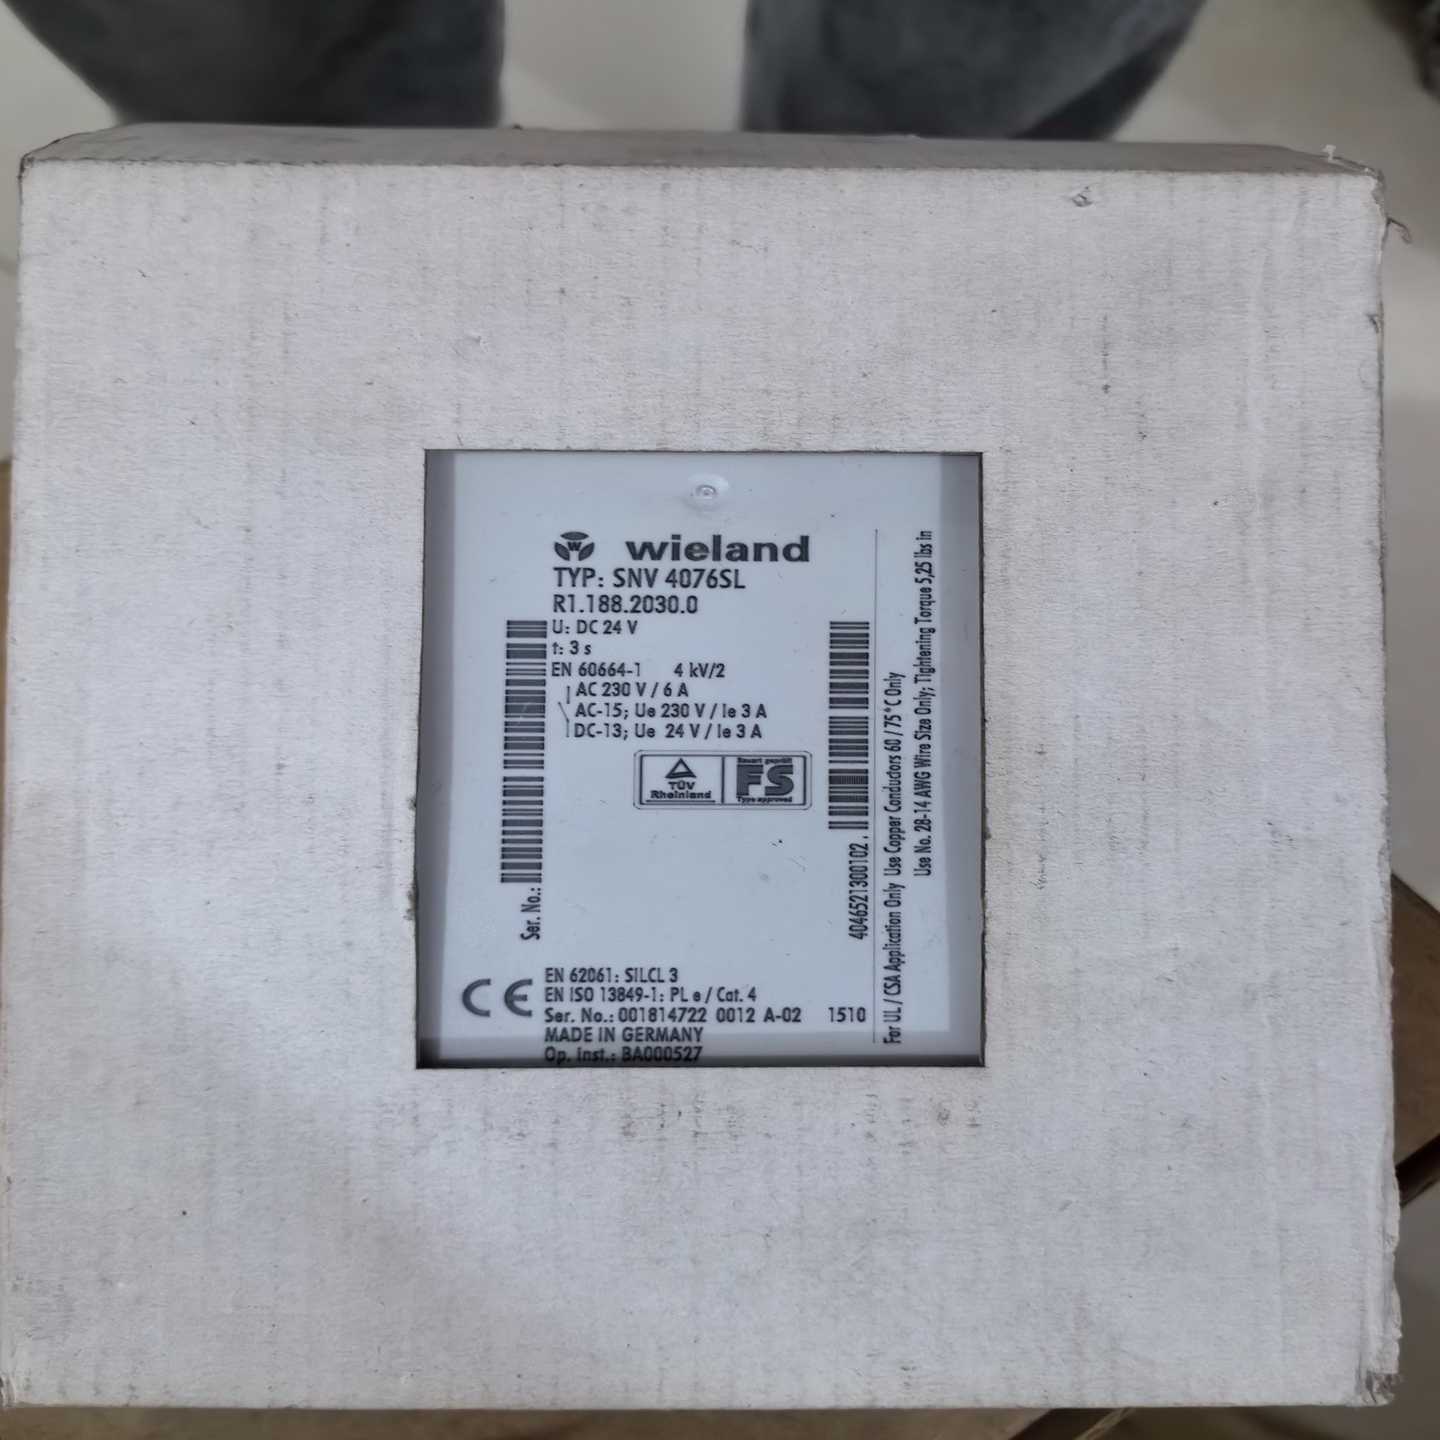 wieland
TYP: SNV 4076SL
R1.188.2030.0
U: DC 24 V
t: 3 s
EN 60664-1 4 kV/2
AC 230 V / 6 A
AC-15; Ue 230 V / Ie 3 A
DC-13; Ue 24 V / Ie 3 A
TÜV
Rheinland
Bauart geprüft
FS
Type approved
Ser. No.:
4046521300102
For UL / CSA Application Only Use Copper Conductors 60 / 75°C Only
Use No. 28-14 AWG Wire Size Only; Tightening Torque 5,25 lbs in
CE
EN 62061: SILCL 3
EN ISO 13849-1: PL e / Cat. 4
Ser. No.: 001814722 0012 A-02 1510
MADE IN GERMANY
Op. Inst.: BA000527